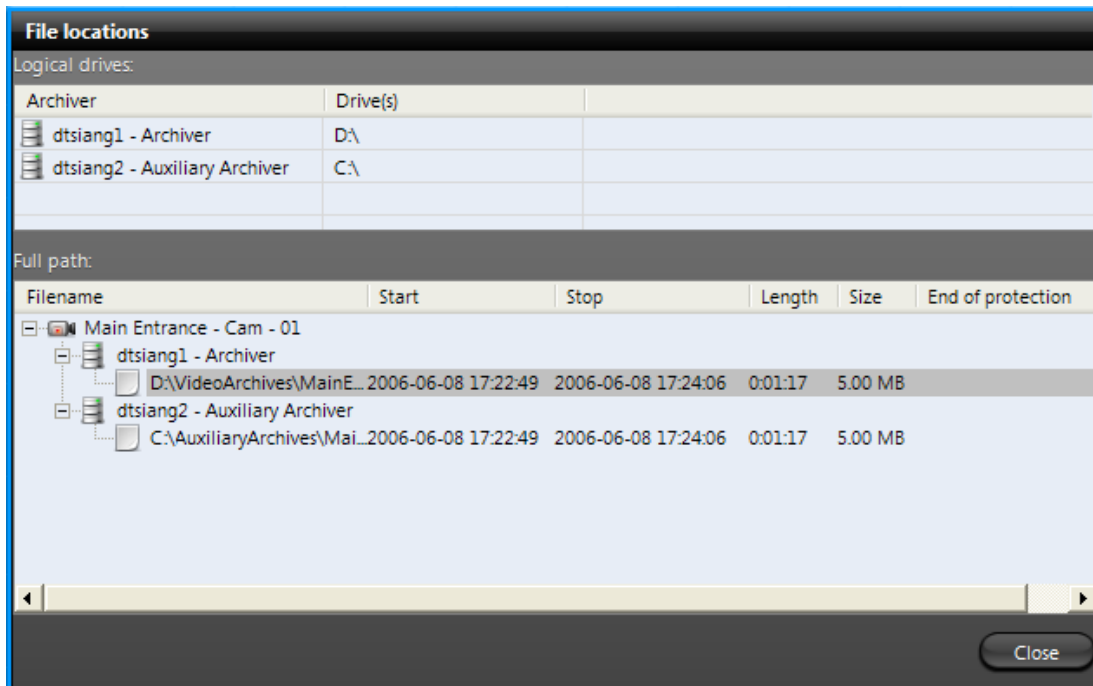 File locations
Logical drives:
Archiver Drive(s)
dtsiang1 - Archiver D:\
dtsiang2 - Auxiliary Archiver C:\
Full path:
Filename Start Stop Length Size End of protection
Main Entrance - Cam - 01
dtsiang1 - Archiver
D:\VideoArchives\MainE... 2006-06-08 17:22:49 2006-06-08 17:24:06 0:01:17 5.00 MB
dtsiang2 - Auxiliary Archiver
C:\AuxiliaryArchives\Mai... 2006-06-08 17:22:49 2006-06-08 17:24:06 0:01:17 5.00 MB
Close